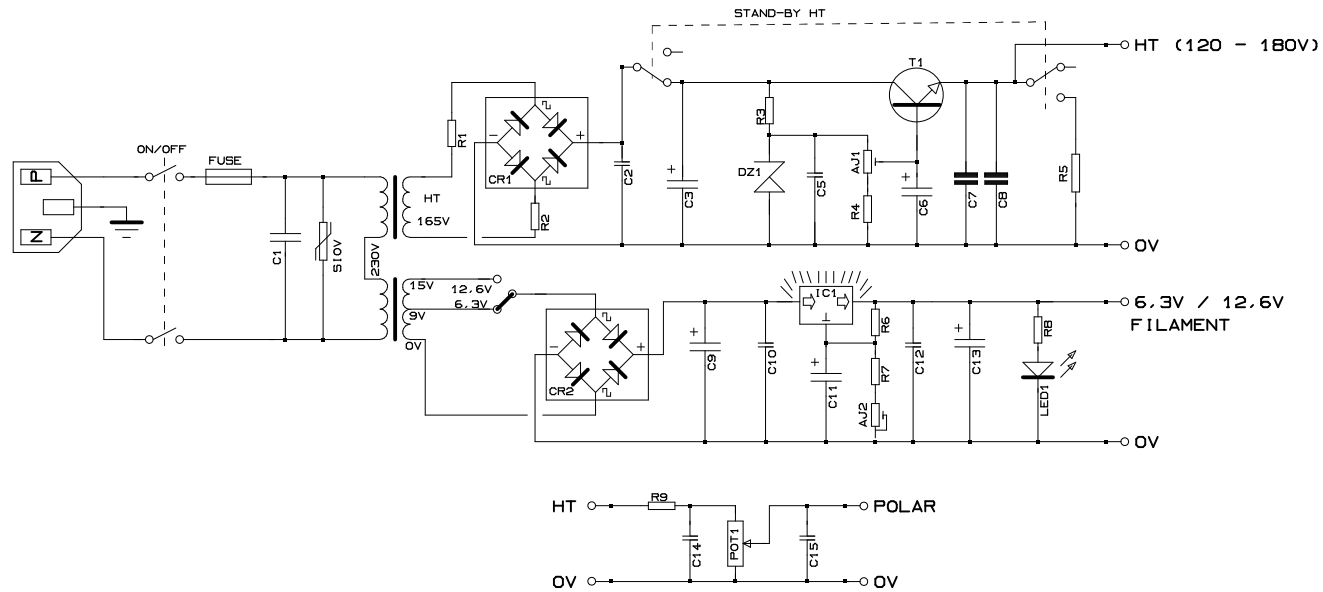 STAND-BY HT
HT (120 - 180V)
T1
ON/OFF
FUSE
P
N
C1
SIOV
230V
HT
165V
R1
CR1
-
+
R2
C2
+
C3
R3
DZ1
C5
AJ1
R4
+
C6
C7
C8
R5
0V
15V
12,6V
6,3V
9V
0V
CR2
-
+
+
C9
C10
IC1
+
C11
R6
R7
AJ2
C12
+
C13
R8
LED1
6,3V / 12,6V
FILAMENT
0V
HT
R9
C14
POT1
C15
POLAR
0V
0V